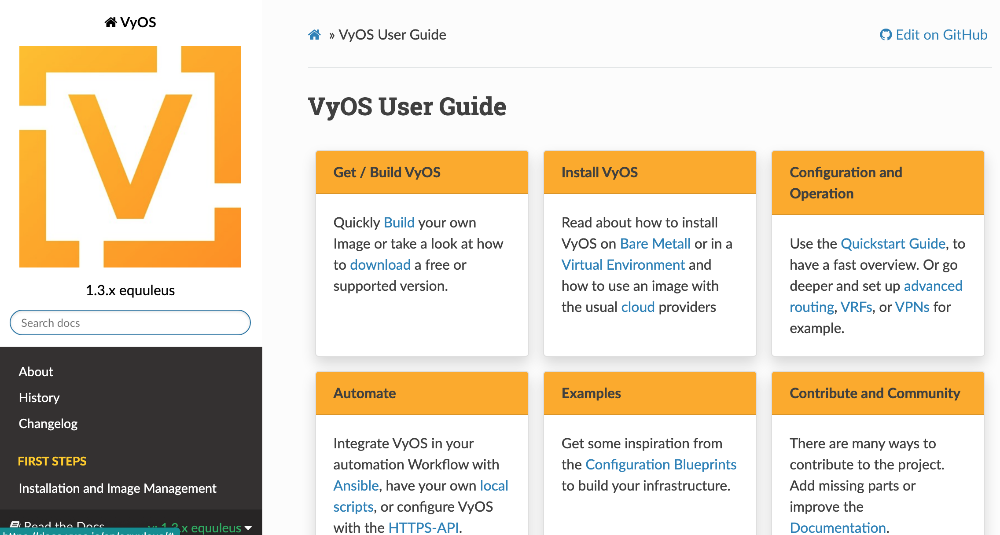 VyOS
V
1.3.x equuleus
Search docs
About
History
Changelog
FIRST STEPS
Installation and Image Management
Read the Docs
v: 1.3.x equuleus
https://docs.vyos.io/en/equuleus/#
» VyOS User Guide
Edit on GitHub
VyOS User Guide
Get / Build VyOS
Quickly Build your own
Image or take a look at how
to download a free or
supported version.
Install VyOS
Read about how to install
VyOS on Bare Metall or in a
Virtual Environment and
how to use an image with
the usual cloud providers
Configuration and
Operation
Use the Quickstart Guide, to
have a fast overview. Or go
deeper and set up advanced
routing, VRFs, or VPNs for
example.
Automate
Integrate VyOS in your
automation Workflow with
Ansible, have your own local
scripts, or configure VyOS
with the HTTPS-API.
Examples
Get some inspiration from
the Configuration Blueprints
to build your infrastructure.
Contribute and Community
There are many ways to
contribute to the project.
Add missing parts or
improve the
Documentation.